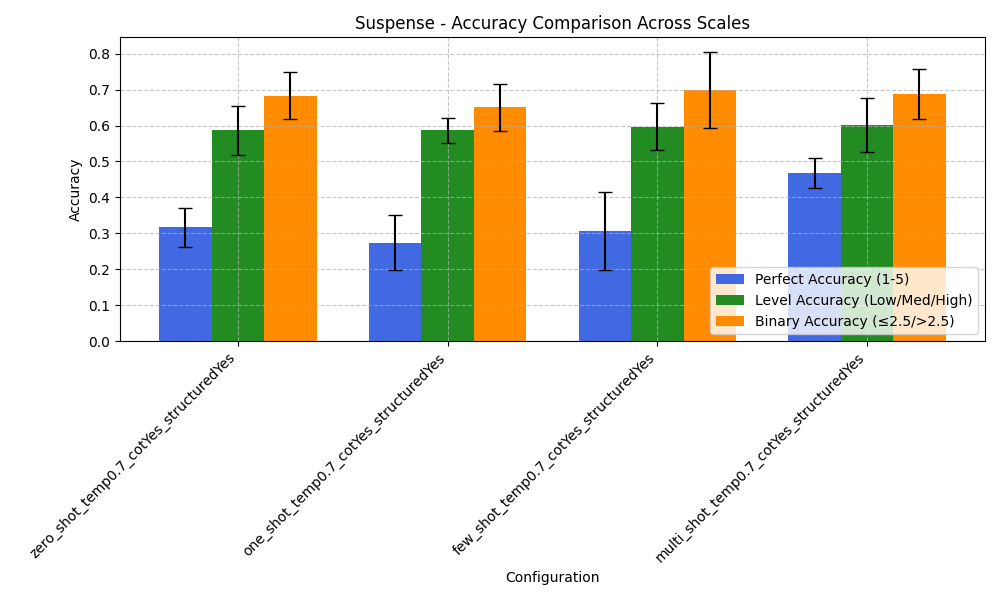 Suspense - Accuracy Comparison Across Scales
Accuracy
0.8
0.7
0.6
0.5
0.4
0.3
0.2
0.1
0.0
Perfect Accuracy (1-5)
Level Accuracy (Low/Med/High)
Binary Accuracy (≤2.5/>2.5)
zero_shot_temp0.7_cotYes_structuredYes
one_shot_temp0.7_cotYes_structuredYes
few_shot_temp0.7_cotYes_structuredYes
multi_shot_temp0.7_cotYes_structuredYes
Configuration